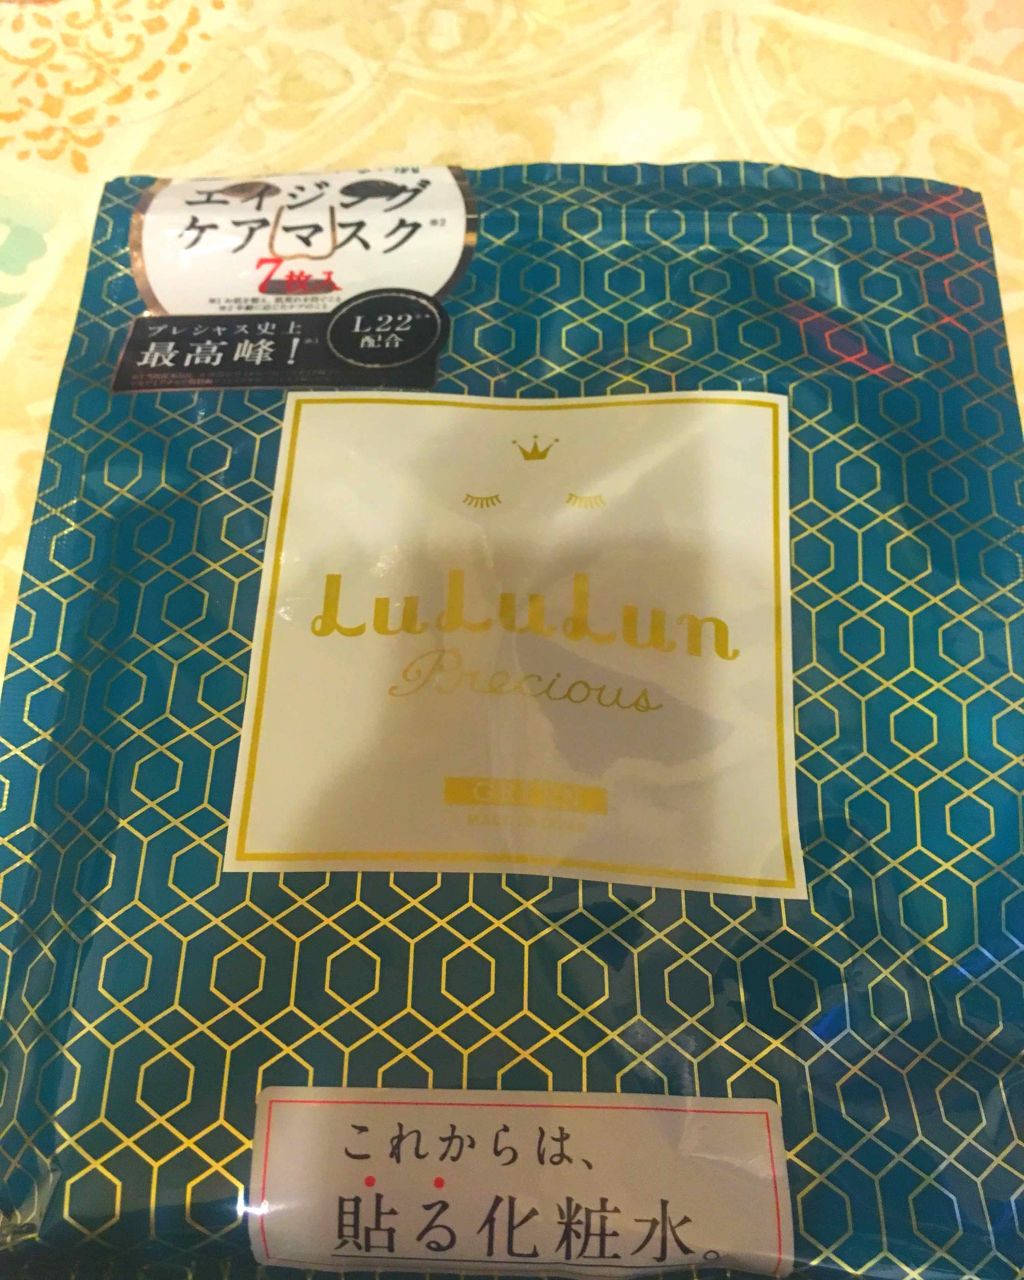 エイジング
ケアマスク※2
7枚入
プレシャス史上
最高峰！
L22
配合
LuLuLun
Precious
GREEN
これからは、
貼る化粧水。